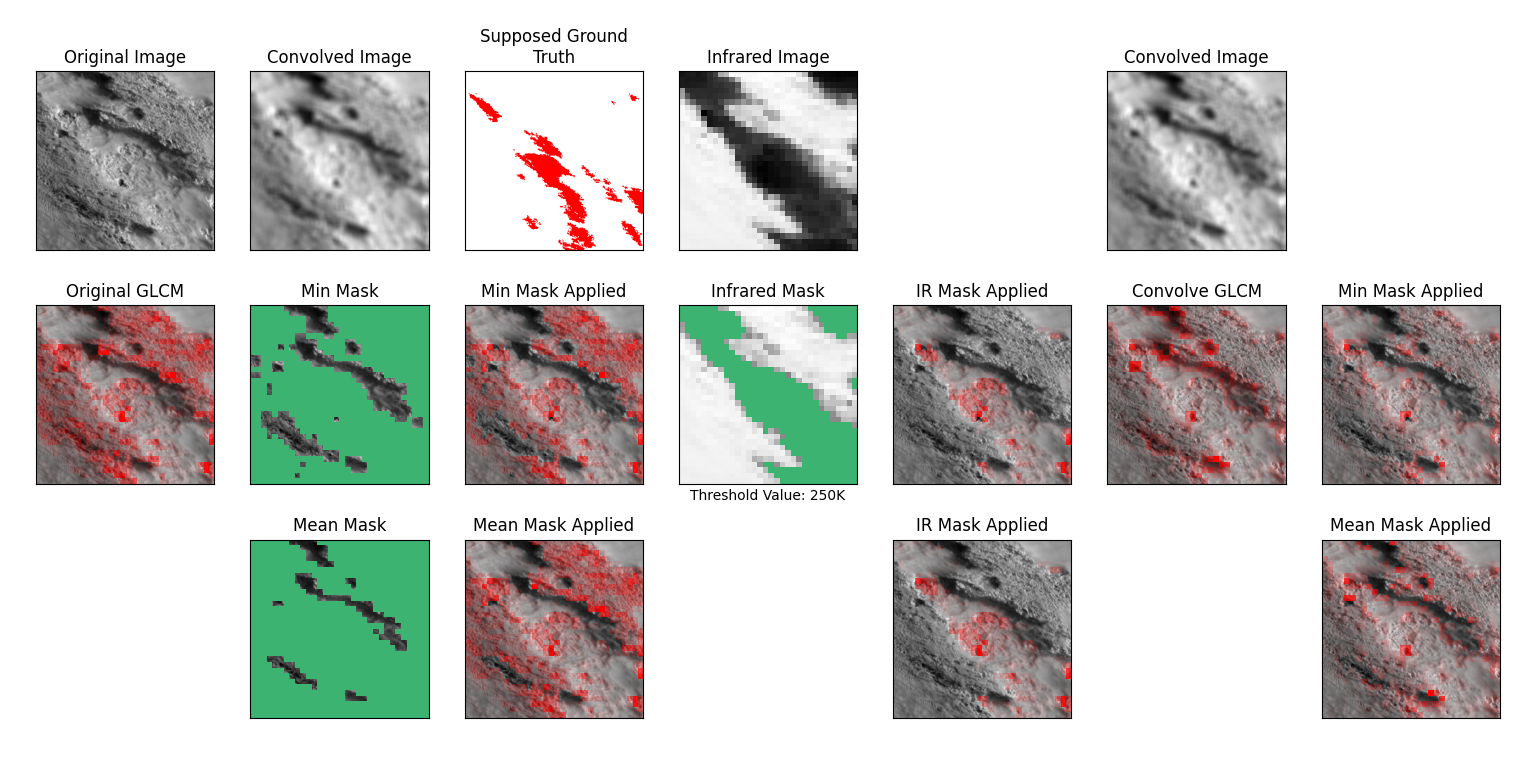 Original Image
Convolved Image
Supposed Ground
Truth
Infrared Image
Convolved Image
Original GLCM
Min Mask
Min Mask Applied
Infrared Mask
IR Mask Applied
Convolve GLCM
Min Mask Applied
Threshold Value: 250K
Mean Mask
Mean Mask Applied
IR Mask Applied
Mean Mask Applied